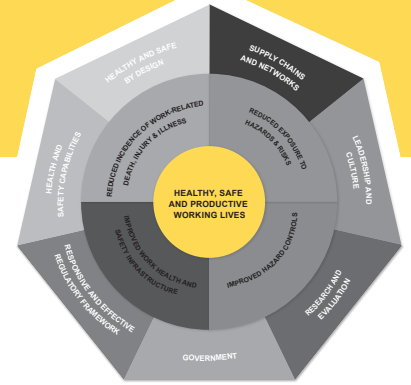 HEALTHY AND SAFE
BY DESIGN
SUPPLY CHAINS
AND NETWORKS
LEADERSHIP AND
CULTURE
RESEARCH AND
EVALUATION
GOVERNMENT
RESPONSIVE AND EFFECTIVE
REGULATORY FRAMEWORK
HEALTH AND
SAFETY CAPABILITIES
REDUCED INCIDENCE OF WORK-RELATED
DEATH, INJURY & ILLNESS
REDUCED EXPOSURE TO
HAZARDS & RISKS
IMPROVED HAZARD CONTROLS
IMPROVED WORK HEALTH AND
SAFETY INFRASTRUCTURE
HEALTHY, SAFE
AND PRODUCTIVE
WORKING LIVES